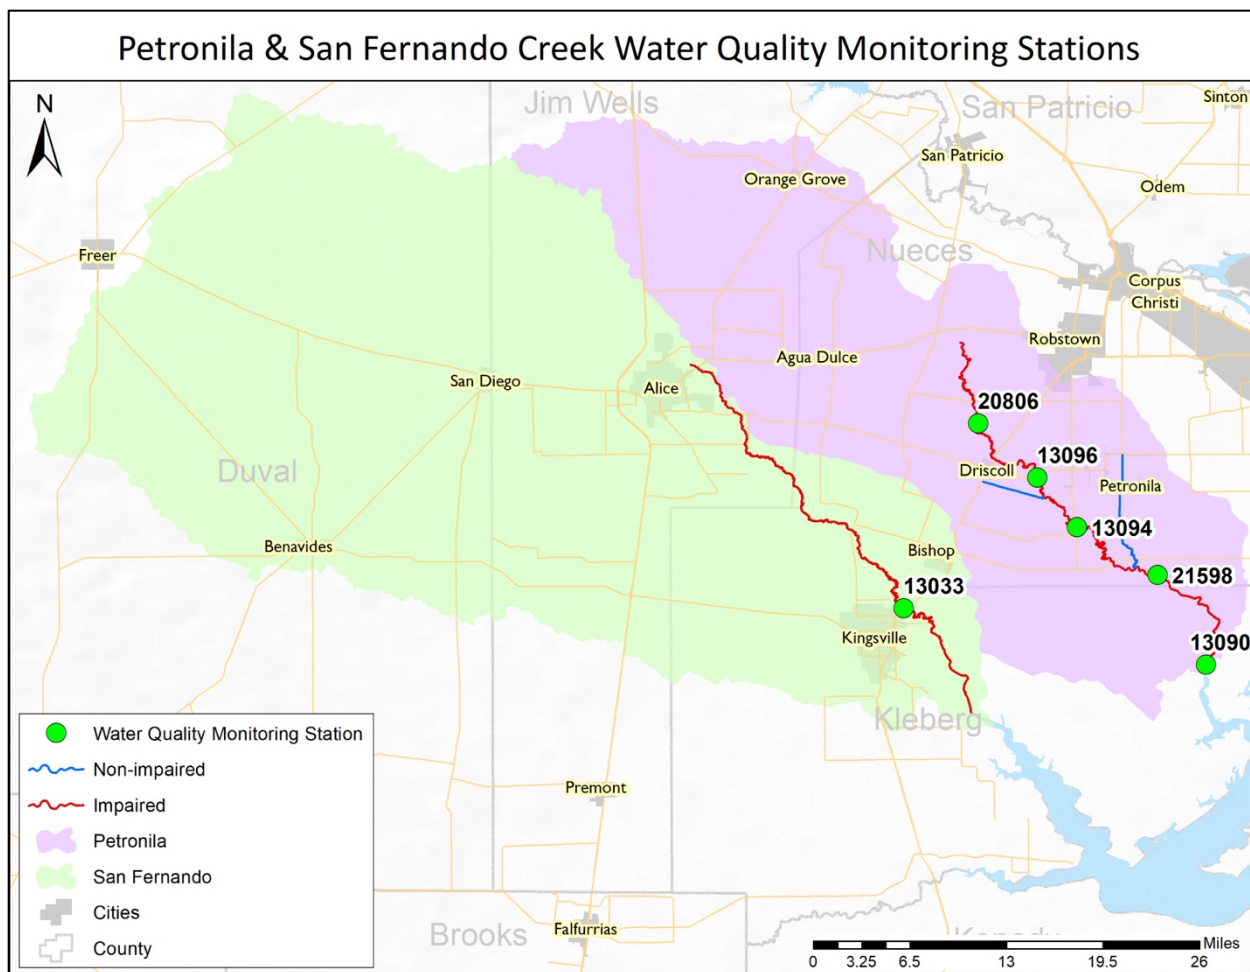 Petronila & San Fernando Creek Water Quality Monitoring Stations
N
Jim Wells
San Patricio
Sinton
San Patricio
Orange Grove
Odem
Nueces
Freer
Corpus
Christi
Robstown
Agua Dulce
San Diego
Alice
20806
13096
Driscoll
Petronila
Duval
13094
Benavides
Bishop
21598
13033
Kingsville
13090
Kleberg
Water Quality Monitoring Station
Non-impaired
Impaired
Petronila
San Fernando
Cities
County
Premont
Falfurrias
Brooks
Miles
0 3.25 6.5 13 19.5 26